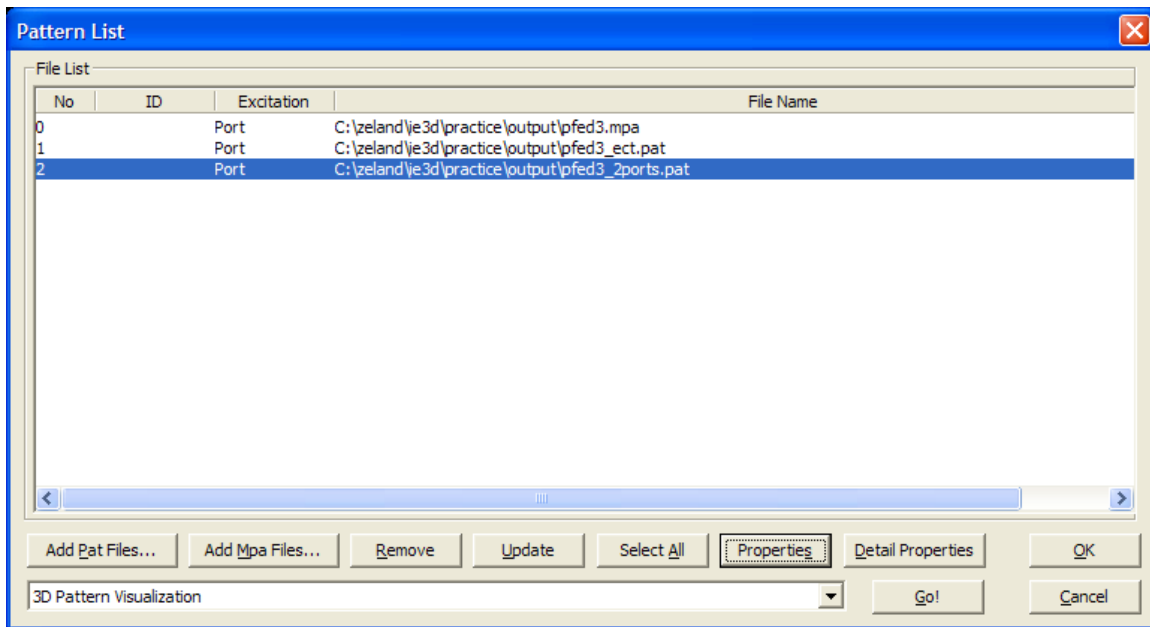 Pattern List
File List
No ID Excitation File Name
0 Port C:\zeland\ie3d\practice\output\pfed3.mpa
1 Port C:\zeland\ie3d\practice\output\pfed3_ect.pat
2 Port C:\zeland\ie3d\practice\output\pfed3_2ports.pat
Add Pat Files... Add Mpa Files... Remove Update Select All Properties Detail Properties OK
3D Pattern Visualization Go! Cancel